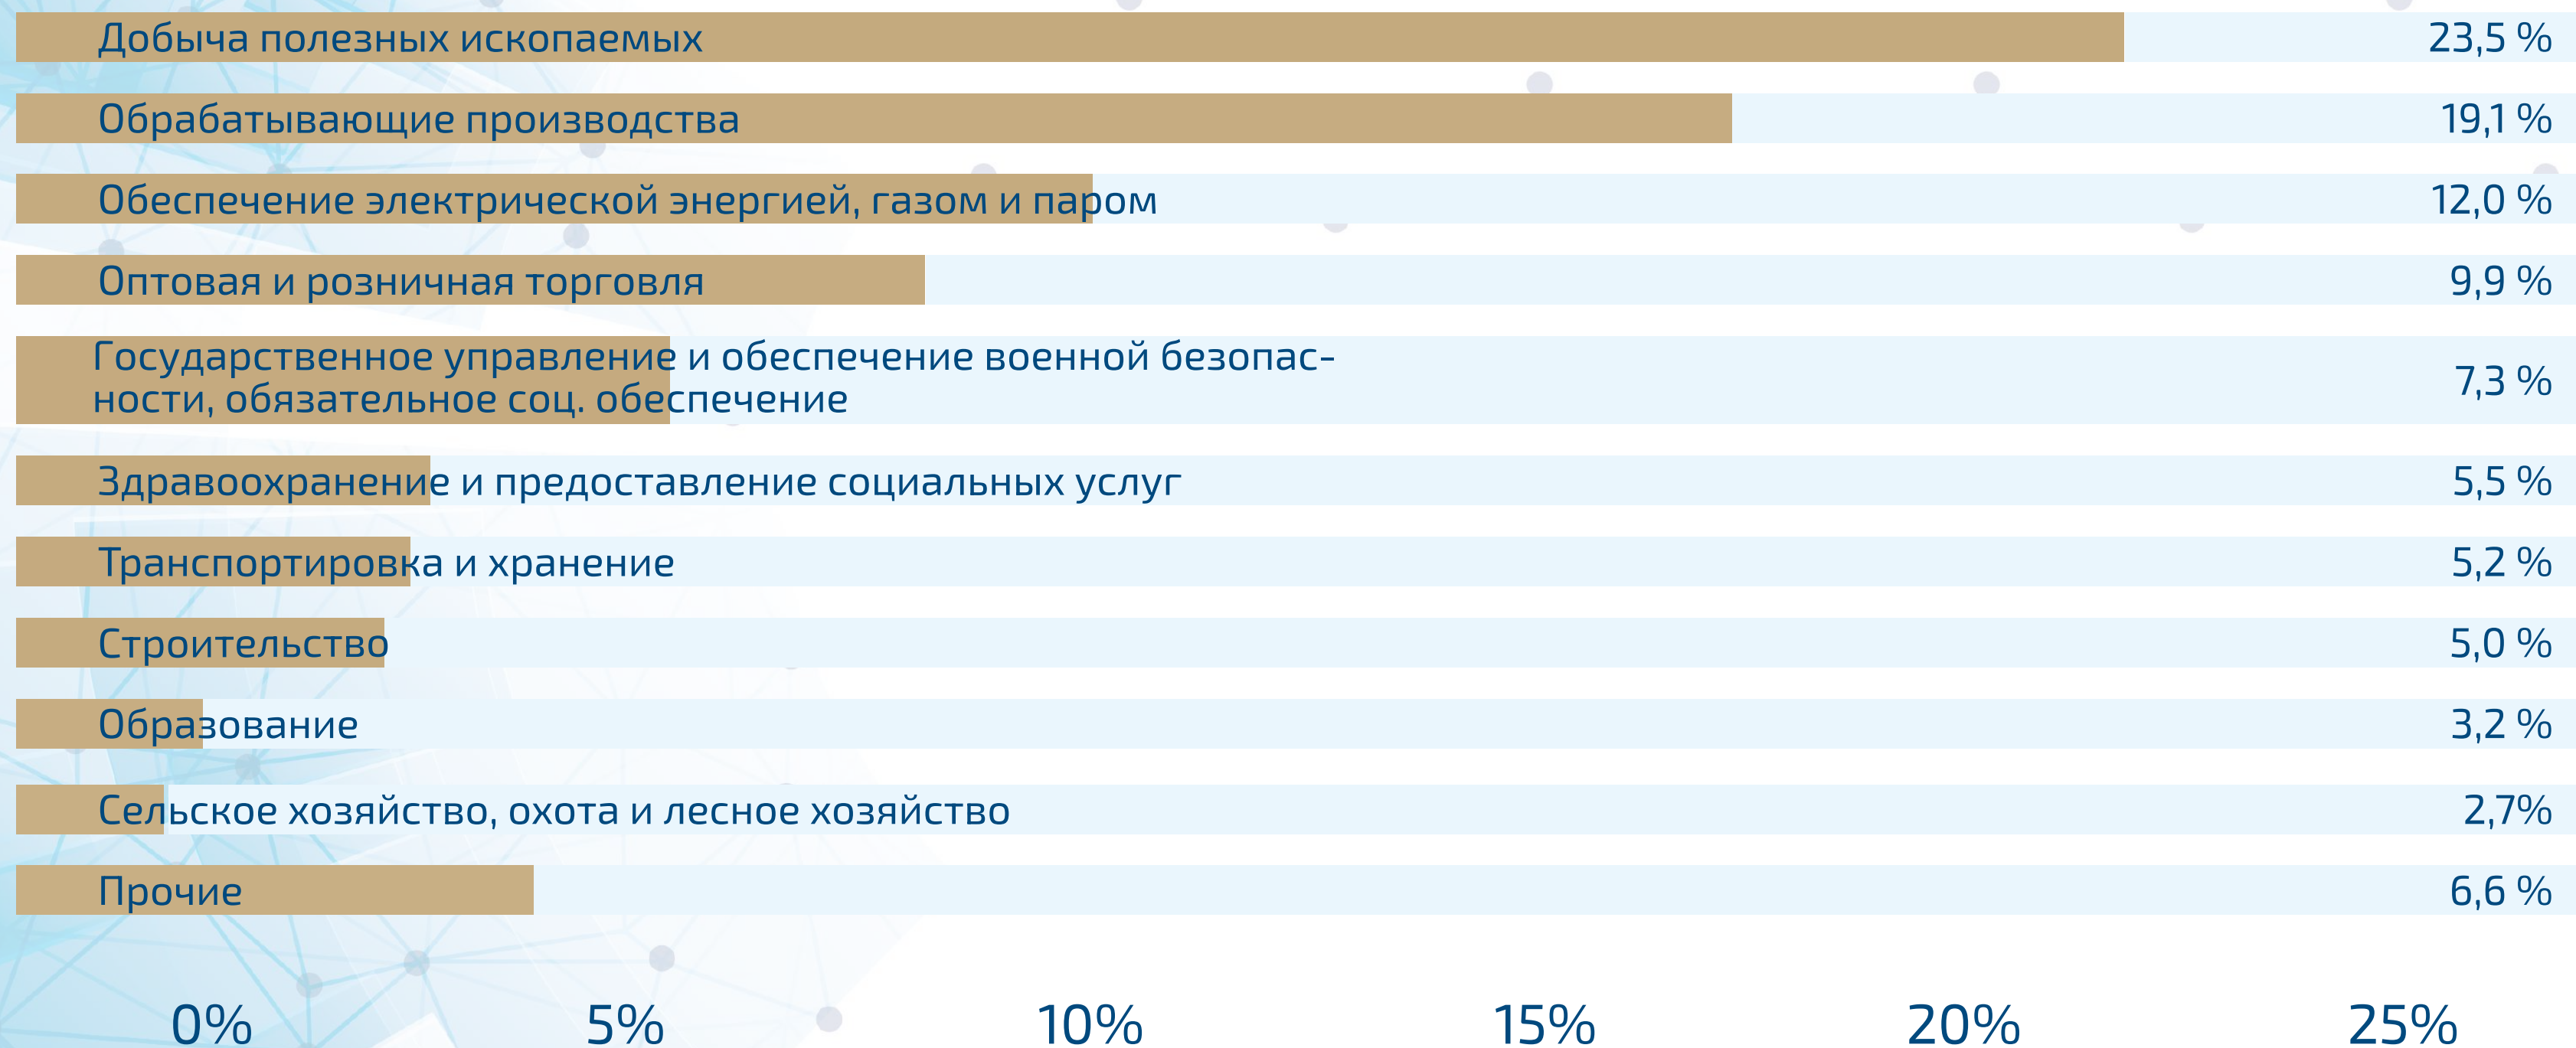 Добыча полезных ископаемых 23,5 %
Обрабатывающие производства 19,1 %
Обеспечение электрической энергией, газом и паром 12,0 %
Оптовая и розничная торговля 9,9 %
Государственное управление и обеспечение военной безопас-
ности, обязательное соц. обеспечение 7,3 %
Здравоохранение и предоставление социальных услуг 5,5 %
Транспортировка и хранение 5,2 %
Строительство 5,0 %
Образование 3,2 %
Сельское хозяйство, охота и лесное хозяйство 2,7%
Прочие 6,6 %
0% 5% 10% 15% 20% 25%